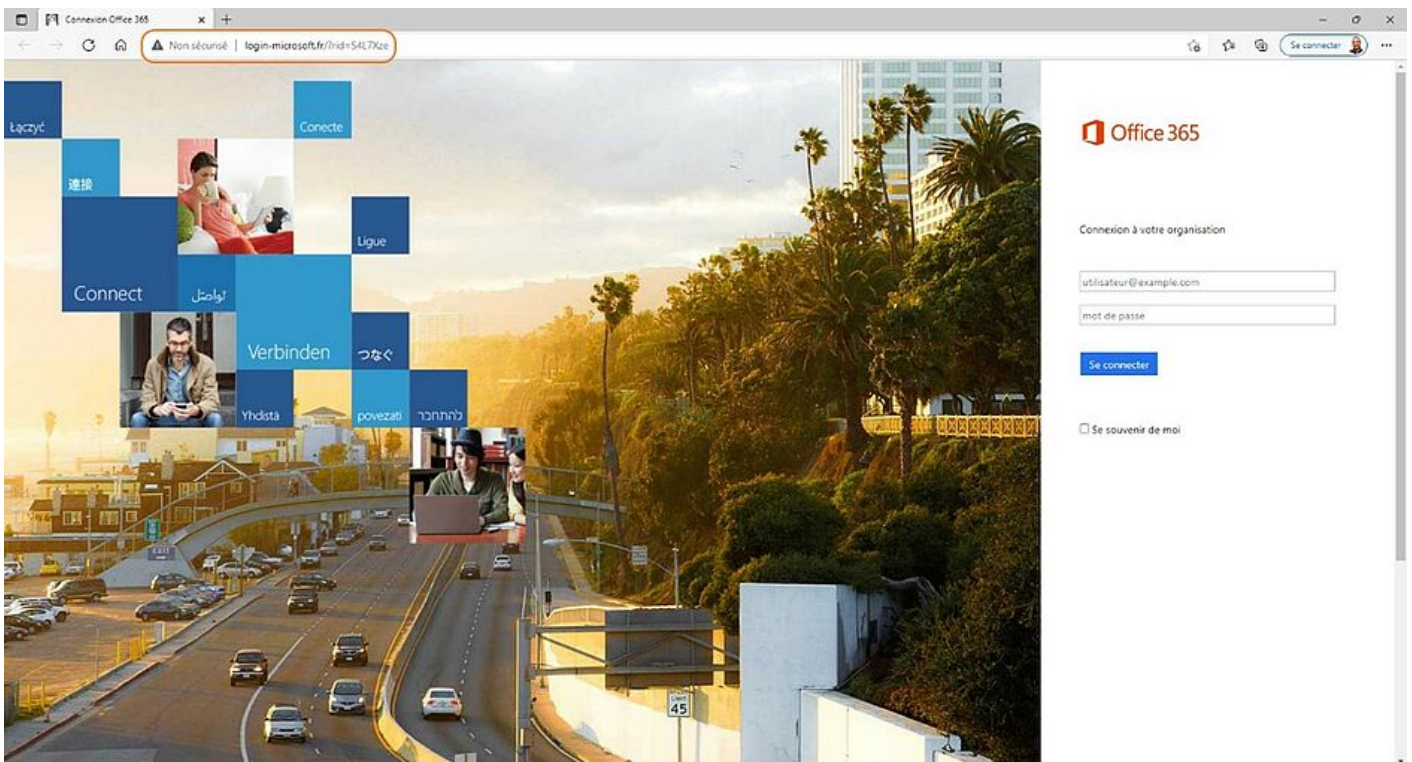 Connexion Office 365
Non sécurisé | login-microsoft.fr/?rid=S4L7Xze
Se connecter
Łączyć
Conecte
連接
Ligue
Connect
تواصل
Verbinden
つなぐ
Yhdistä
povezati
להתחבר
EXIT
LIMIT
45
Office 365
Connexion à votre organisation
utilisateur@example.com
mot de passe
Se connecter
Se souvenir de moi